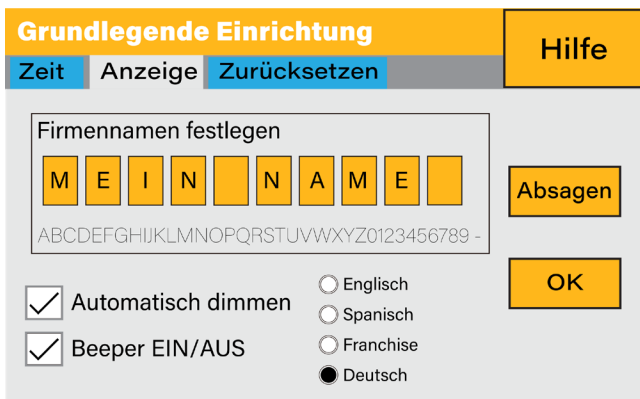 Grundlegende Einrichtung
Hilfe
Zeit Anzeige Zurücksetzen
Firmennamen festlegen
M E I N N A M E
ABCDEFGHIJKLMNOPQRSTUVWXYZ0123456789 -
Absagen
OK
Automatisch dimmen
Beeper EIN/AUS
Englisch
Spanisch
Franchise
Deutsch